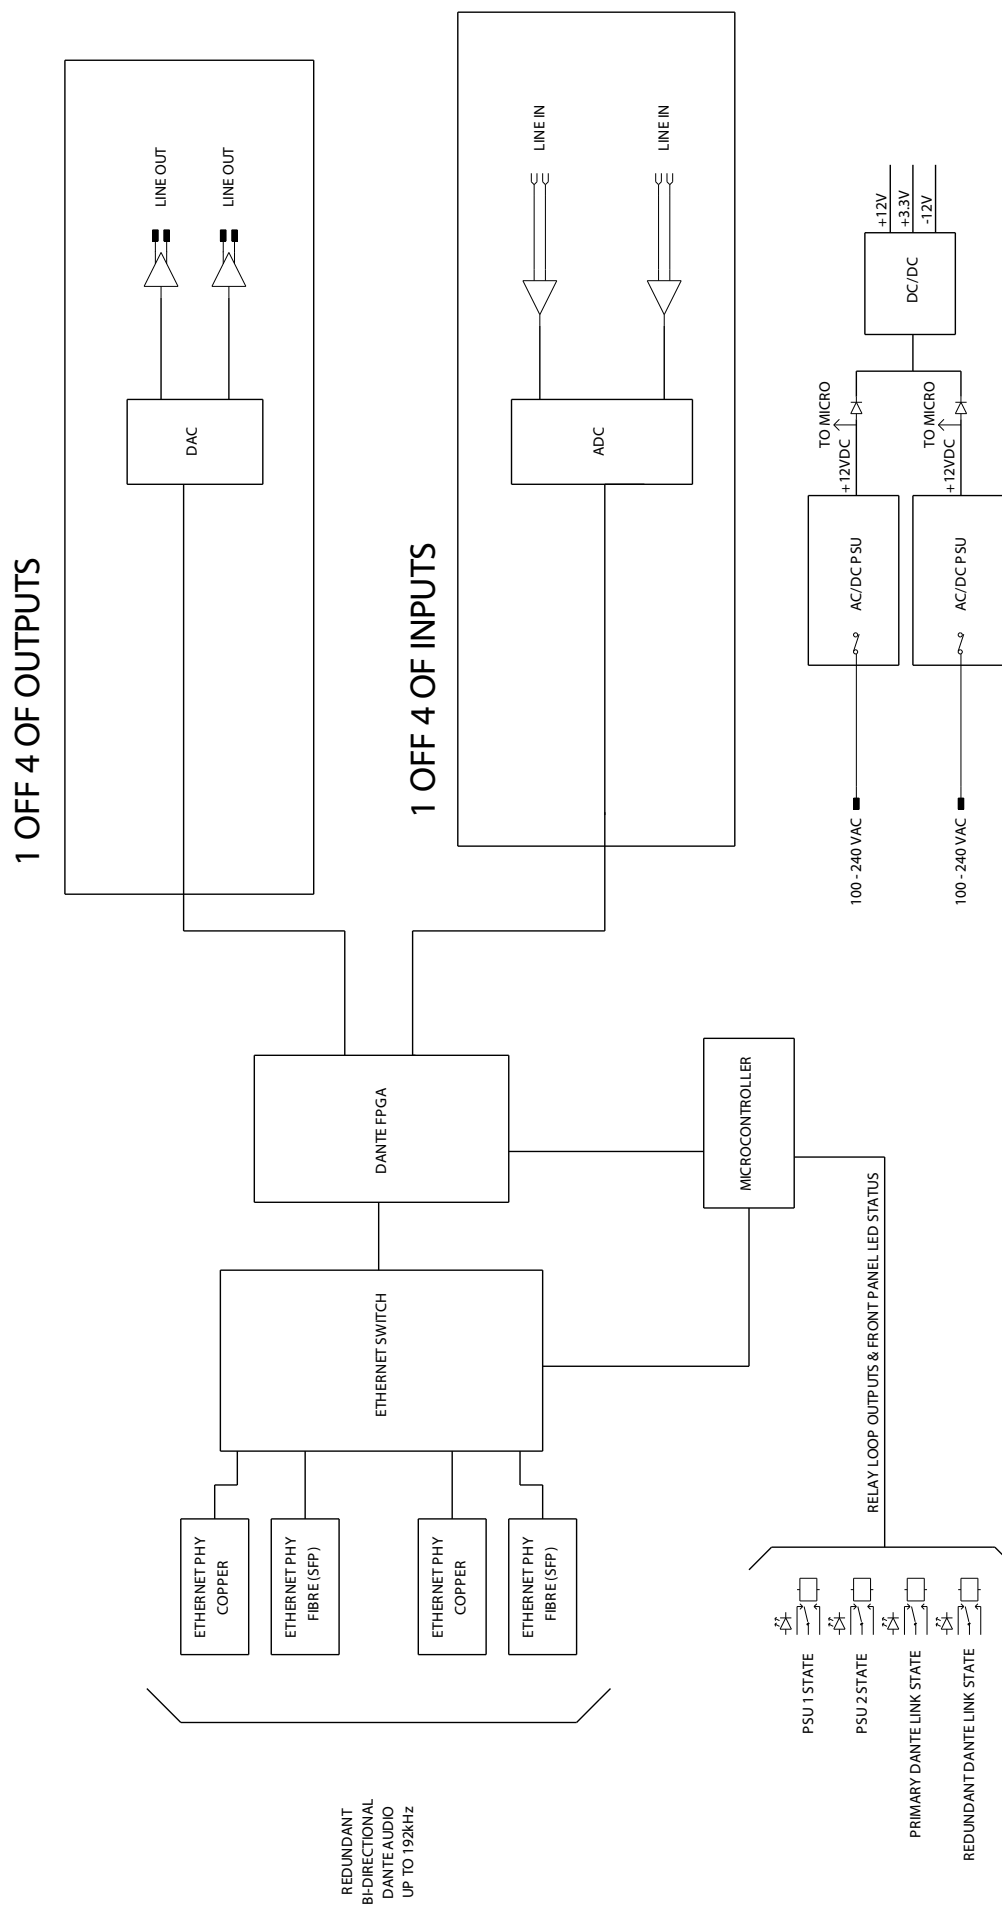 1 OFF 4 OF OUTPUTS
LINE OUT
LINE OUT
DAC
1 OFF 4 OF INPUTS
LINE IN
LINE IN
ADC
REDUNDANT
BI-DIRECTIONAL
DANTE AUDIO
UP TO 192kHz
ETHERNET PHY
COPPER
ETHERNET PHY
FIBRE (SFP)
ETHERNET PHY
COPPER
ETHERNET PHY
FIBRE (SFP)
ETHERNET SWITCH
DANTE FPGA
MICROCONTROLLER
RELAY LOOP OUTPUTS & FRONT PANEL LED STATUS
PSU 1 STATE
PSU 2 STATE
PRIMARY DANTE LINK STATE
REDUNDANT DANTE LINK STATE
100 - 240 VAC
AC/DC PSU
+12VDC
TO MICRO
100 - 240 VAC
AC/DC PSU
+12VDC
TO MICRO
DC/DC
+12V
+3.3V
-12V